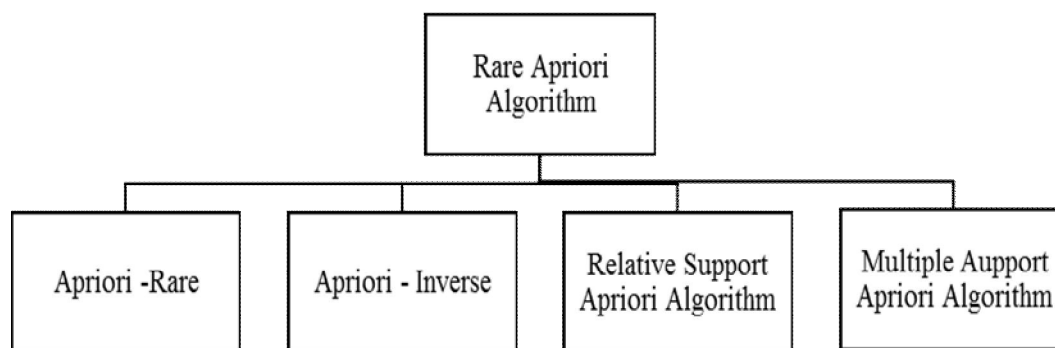 Rare Apriori
Algorithm
Apriori -Rare
Apriori - Inverse
Relative Support
Apriori Algorithm
Multiple Aupport
Apriori Algorithm